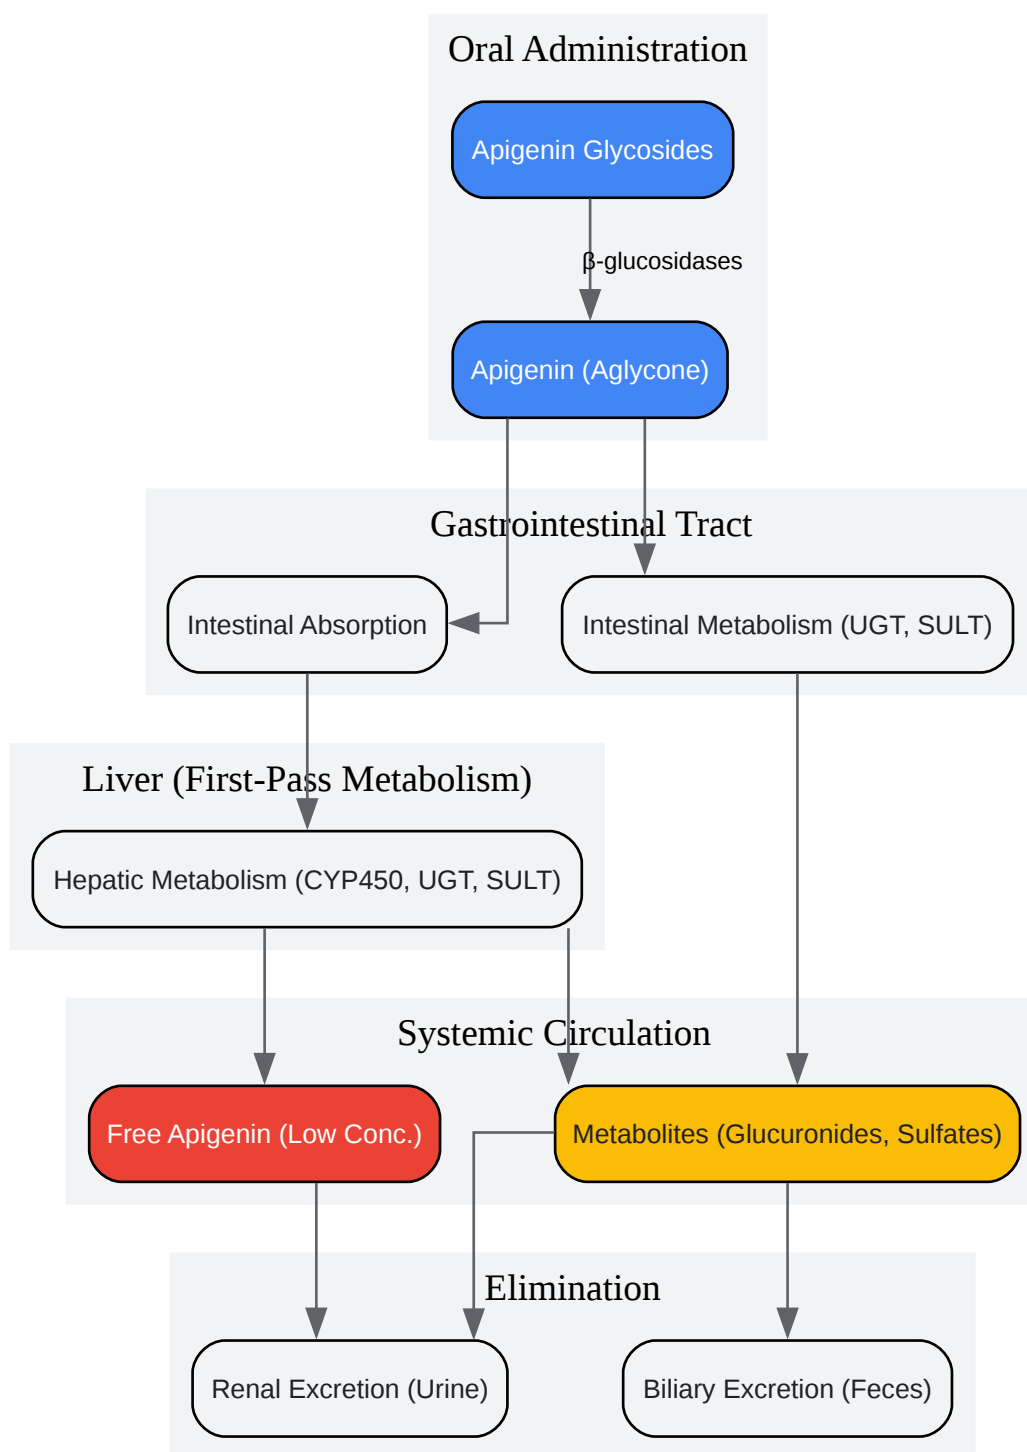 Oral Administration
Apigenin Glycosides
β-glucosidases
Apigenin (Aglycone)
Gastrointestinal Tract
Intestinal Absorption
Intestinal Metabolism (UGT, SULT)
Liver (First-Pass Metabolism)
Hepatic Metabolism (CYP450, UGT, SULT)
Systemic Circulation
Free Apigenin (Low Conc.)
Metabolites (Glucuronides, Sulfates)
Elimination
Renal Excretion (Urine)
Biliary Excretion (Feces)